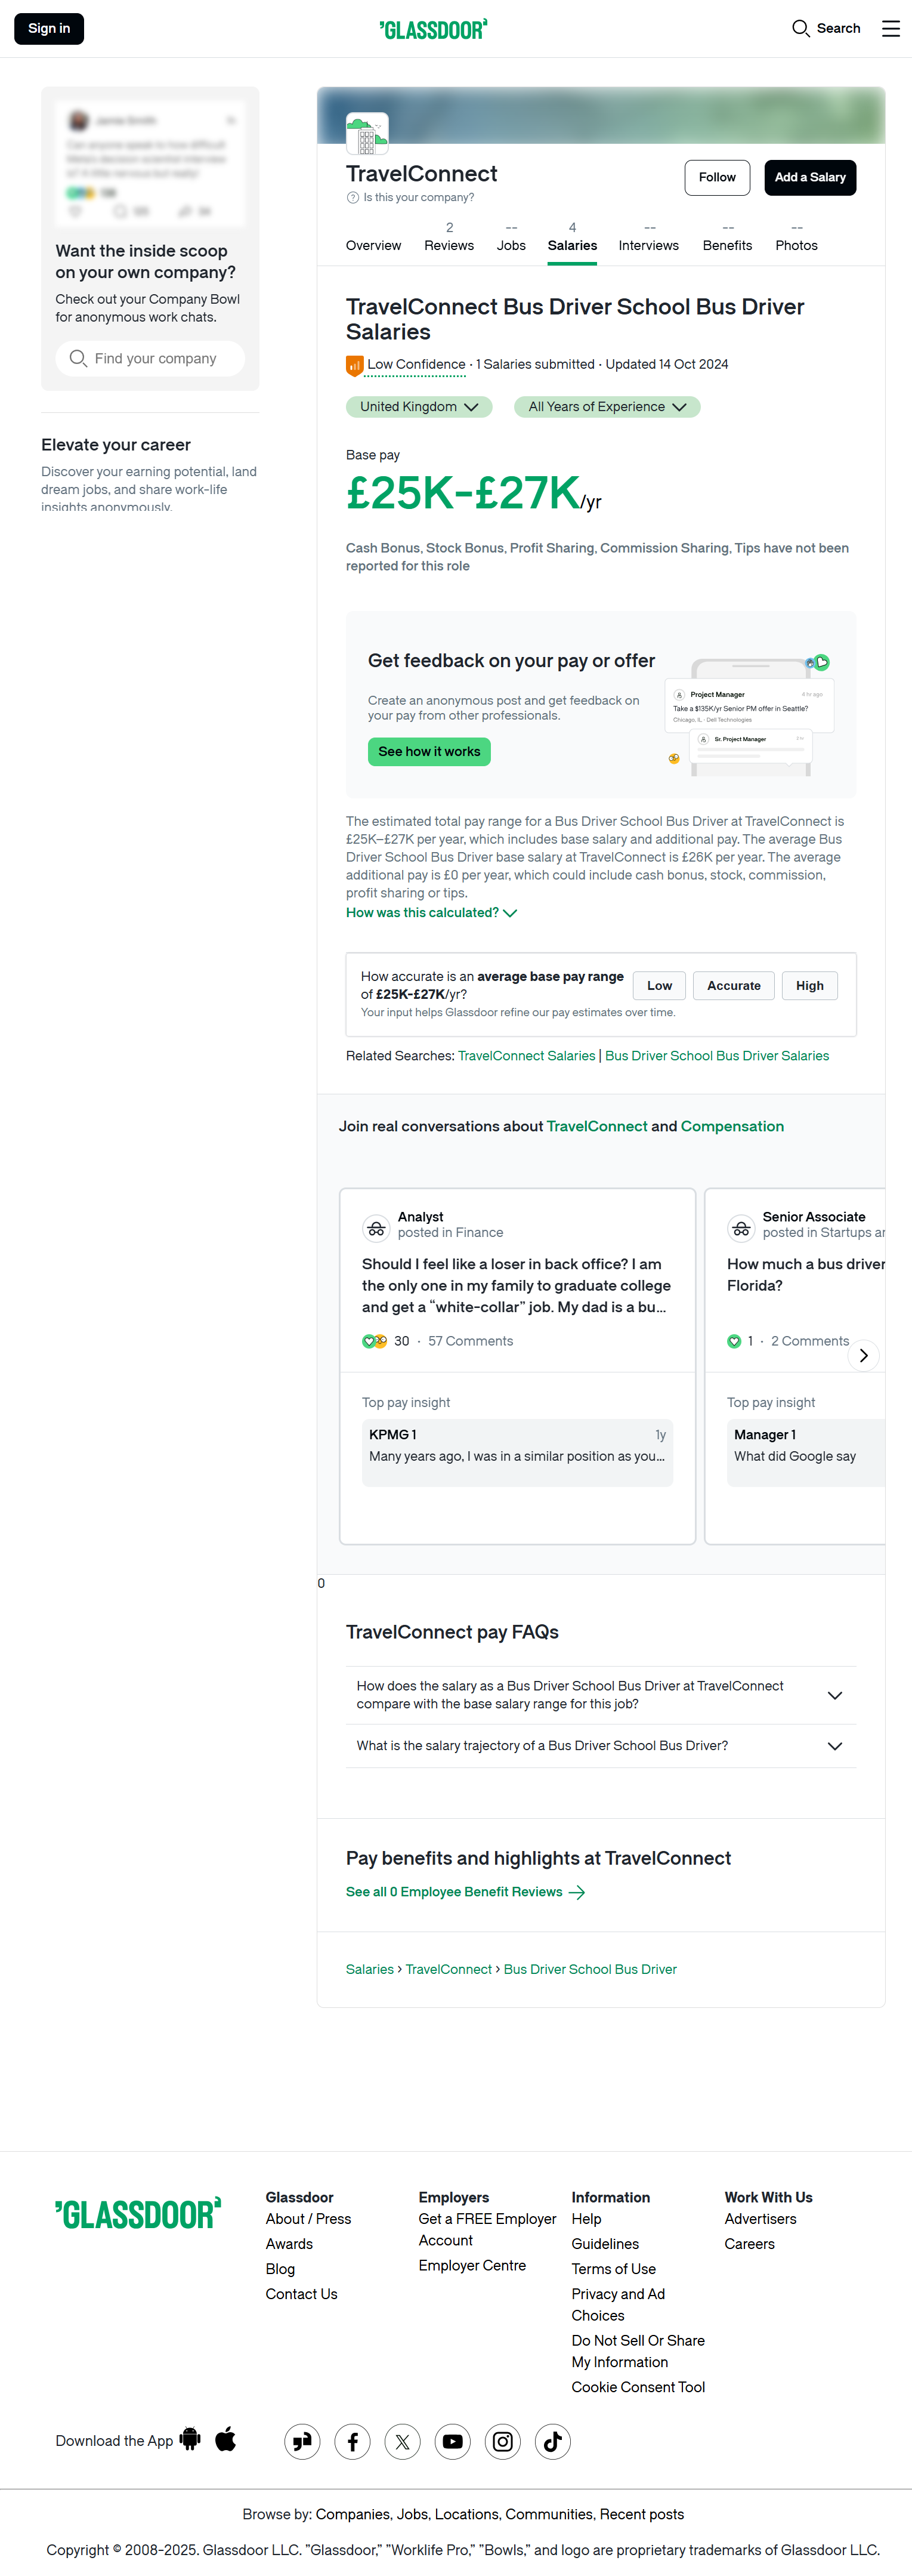 Sign in
GLASSDOOR
Search
Want the inside scoop
on your own company?
Check out your Company Bowl
for anonymous work chats.
Find your company
Elevate your career
Discover your earning potential, land
dream jobs, and share work-life
insights anonymously.
TravelConnect
Is this your company?
Follow
Add a Salary
Overview
2
Reviews
--
Jobs
4
Salaries
--
Interviews
--
Benefits
--
Photos
TravelConnect Bus Driver School Bus Driver
Salaries
Low Confidence · 1 Salaries submitted · Updated 14 Oct 2024
United Kingdom
All Years of Experience
Base pay
£25K-£27K/yr
Cash Bonus, Stock Bonus, Profit Sharing, Commission Sharing, Tips have not been
reported for this role
Get feedback on your pay or offer
Create an anonymous post and get feedback on
your pay from other professionals.
See how it works
Project Manager
4 hr ago
Take a $135K/yr Senior PM offer in Seattle?
Chicago, IL · Dell Technologies
Sr. Project Manager
The estimated total pay range for a Bus Driver School Bus Driver at TravelConnect is
£25K–£27K per year, which includes base salary and additional pay. The average Bus
Driver School Bus Driver base salary at TravelConnect is £26K per year. The average
additional pay is £0 per year, which could include cash bonus, stock, commission,
profit sharing or tips.
How was this calculated?
How accurate is an average base pay range
of £25K-£27K/yr?
Your input helps Glassdoor refine our pay estimates over time.
Low
Accurate
High
Related Searches: TravelConnect Salaries | Bus Driver School Bus Driver Salaries
Join real conversations about TravelConnect and Compensation
Analyst
posted in Finance
Should I feel like a loser in back office? I am
the only one in my family to graduate college
and get a “white-collar” job. My dad is a bu...
30 · 57 Comments
Top pay insight
KPMG 1
1y
Many years ago, I was in a similar position as you...
Senior Associate
posted in Startups ar
How much a bus driver
Florida?
1 · 2 Comments
Top pay insight
Manager 1
What did Google say
0
TravelConnect pay FAQs
How does the salary as a Bus Driver School Bus Driver at TravelConnect
compare with the base salary range for this job?
What is the salary trajectory of a Bus Driver School Bus Driver?
Pay benefits and highlights at TravelConnect
See all 0 Employee Benefit Reviews
Salaries › TravelConnect › Bus Driver School Bus Driver
GLASSDOOR
Glassdoor
About / Press
Awards
Blog
Contact Us
Employers
Get a FREE Employer
Account
Employer Centre
Information
Help
Guidelines
Terms of Use
Privacy and Ad
Choices
Do Not Sell Or Share
My Information
Cookie Consent Tool
Work With Us
Advertisers
Careers
Download the App
Browse by: Companies, Jobs, Locations, Communities, Recent posts
Copyright © 2008-2025. Glassdoor LLC. "Glassdoor," "Worklife Pro," "Bowls," and logo are proprietary trademarks of Glassdoor LLC.